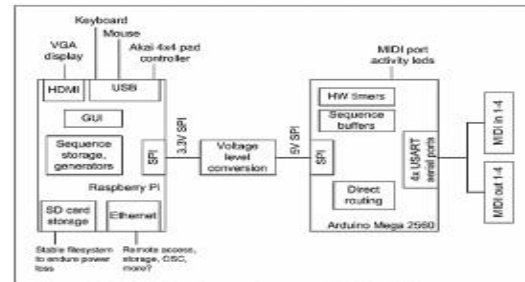 Keyboard
Mouse
VGA
display
Akai 4x4 pad
controller
HDMI
USB
GUI
Sequence
storage,
generators
SPI
Raspberry Pi
SD card
storage
Ethernet
Stable filesystem
to endure power
loss
Remote access,
storage, OSC,
more?
3.3V SPI
Voltage
level
conversion
5V SPI
MIDI port
activity leds
HW timers
Sequence
buffers
SPI
Direct
routing
4x USART
serial ports
Arduino Mega 2560
MIDI in 1-4
MIDI out 1-4